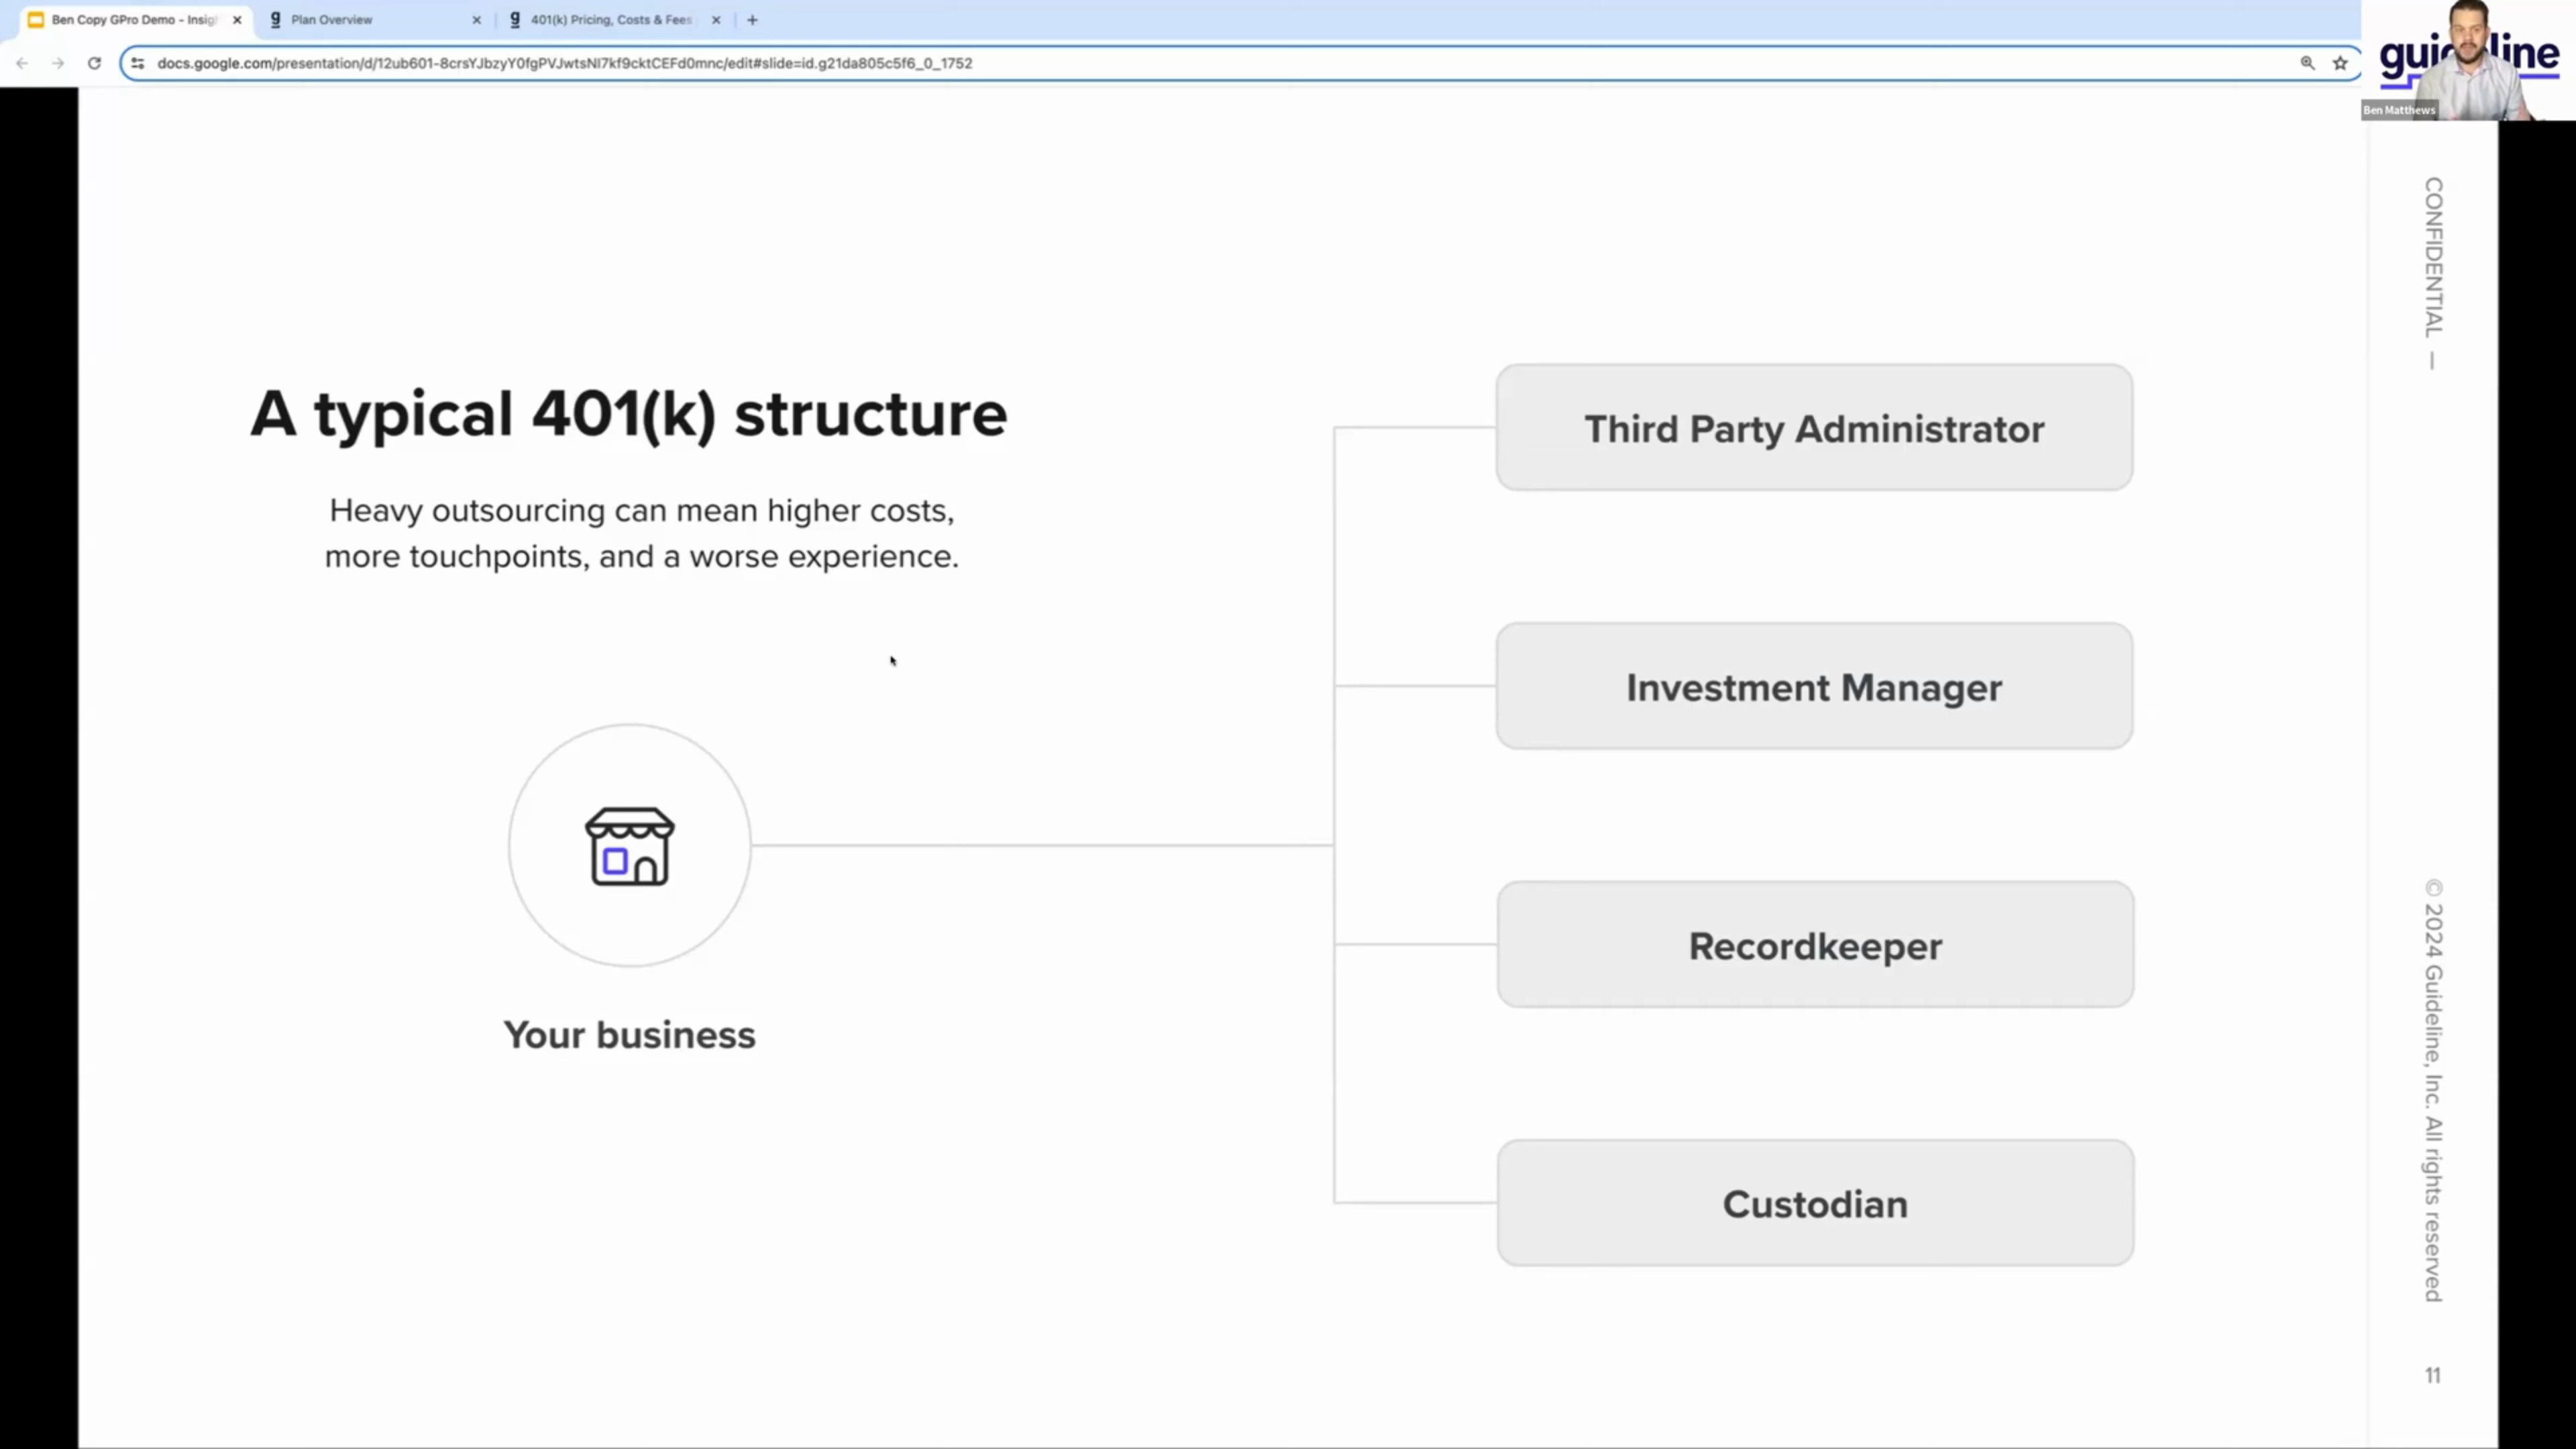 Ben Copy GPro Demo - Insig
Plan Overview
401(k) Pricing, Costs & Fees
docs.google.com/presentation/d/12ub601-8crsYJbzyY0fgPVJwtsNI7kf9cktCEFd0mnc/edit#slide=id.g21da805c5f6_0_1752
guideline
Ben Matthews
CONFIDENTIAL —
A typical 401(k) structure
Heavy outsourcing can mean higher costs,
more touchpoints, and a worse experience.
Your business
Third Party Administrator
Investment Manager
Recordkeeper
Custodian
© 2024 Guideline, Inc. All rights reserved
11